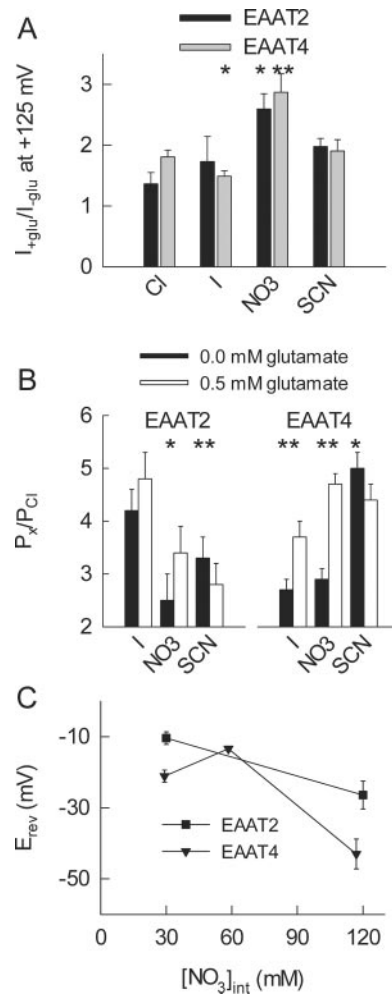 A
EAAT2
EAAT4
* * **
I+glu/I-glu at +125 mV
3
2
1
0
Cl
I
NO3
SCN
B
0.0 mM glutamate
0.5 mM glutamate
EAAT2
EAAT4
* ** ** ** *
PX/PCl
6
5
4
3
2
I
NO3
SCN
I
NO3
SCN
C
Erev (mV)
-10
-30
-50
EAAT2
EAAT4
0 30 60 90 120
[NO3]int (mM)